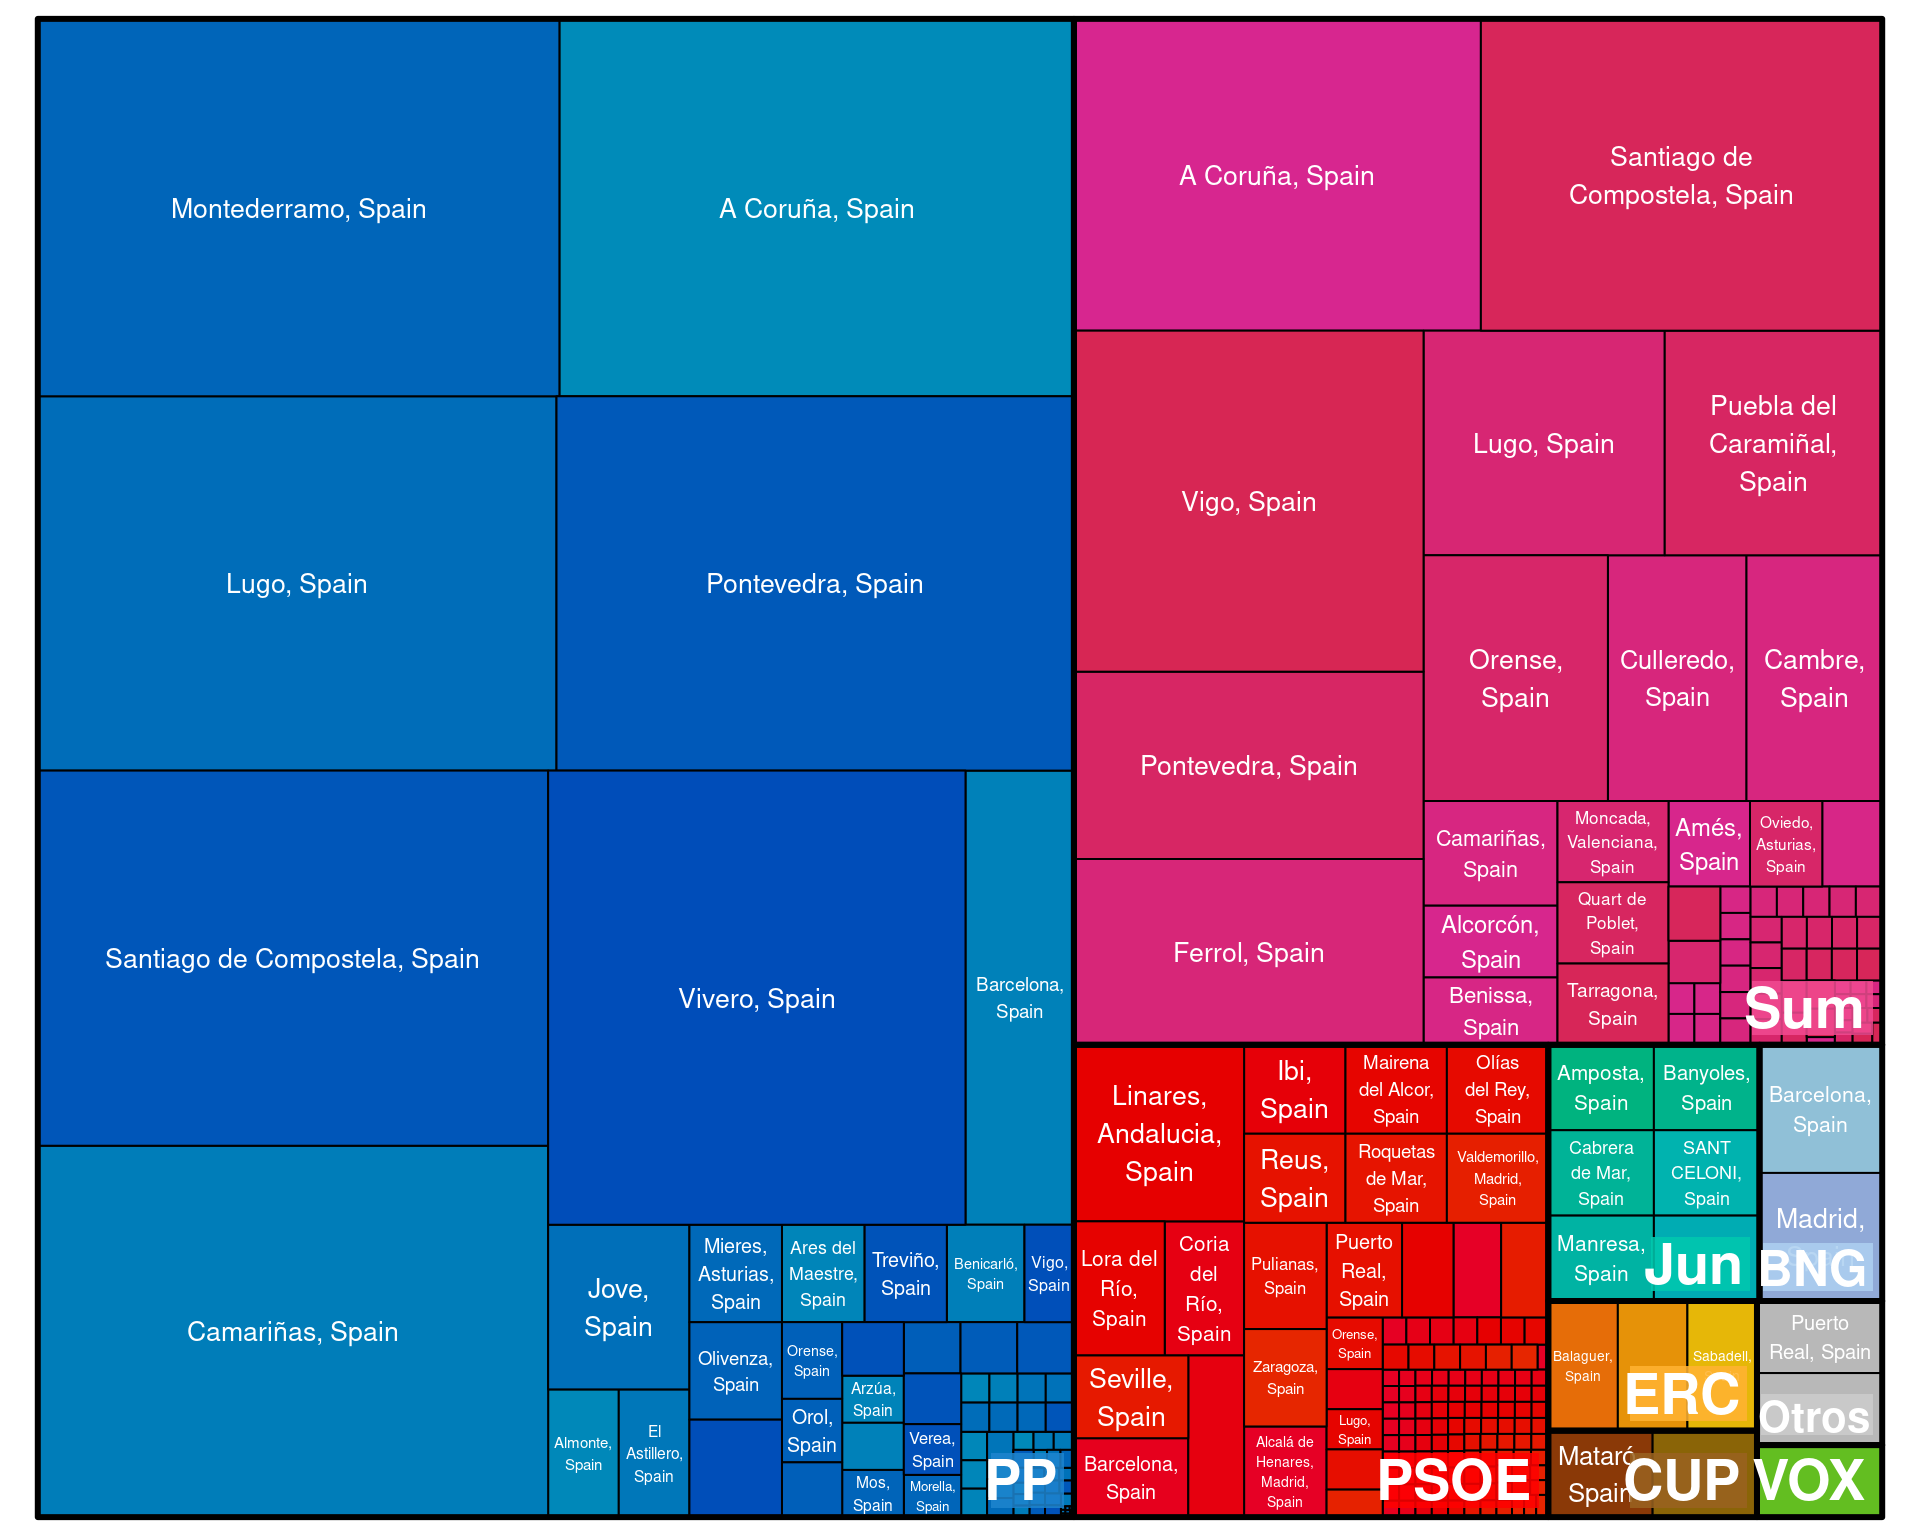 Montederramo, Spain
A Coruña, Spain
Lugo, Spain
Pontevedra, Spain
Santiago de Compostela, Spain
Vivero, Spain
Barcelona,
Spain
Camariñas, Spain
Jove,
Spain
Mieres,
Asturias,
Spain
Ares del
Maestre,
Spain
Treviño,
Spain
Benicarló,
Spain
Vigo,
Spain
Olivenza,
Spain
Orense,
Spain
Almonte,
Spain
El
Astillero,
Spain
Orol,
Spain
Arzúa,
Spain
Verea,
Spain
Mos,
Spain
Morella,
Spain
PP
A Coruña, Spain
Santiago de
Compostela, Spain
Vigo, Spain
Lugo, Spain
Puebla del
Caramiñal,
Spain
Orense,
Spain
Culleredo,
Spain
Cambre,
Spain
Pontevedra, Spain
Ferrol, Spain
Camariñas,
Spain
Moncada,
Valenciana,
Spain
Amés,
Spain
Oviedo,
Asturias,
Spain
Alcorcón,
Spain
Quart de
Poblet,
Spain
Benissa,
Spain
Tarragona,
Spain
Sum
Linares,
Andalucia,
Spain
Ibi,
Spain
Mairena
del Alcor,
Spain
Olías
del Rey,
Spain
Reus,
Spain
Roquetas
de Mar,
Spain
Valdemorillo,
Madrid,
Spain
Lora del
Río,
Spain
Coria
del
Río,
Spain
Pulianas,
Spain
Puerto
Real,
Spain
Seville,
Spain
Zaragoza,
Spain
Orense,
Spain
Lugo,
Spain
Barcelona,
Spain
Alcalá de
Henares,
Madrid,
Spain
PSOE
Amposta,
Spain
Banyoles,
Spain
Cabrera
de Mar,
Spain
SANT
CELONI,
Spain
Manresa,
Spain
Jun
Barcelona,
Spain
Madrid,
BNG
Balaguer,
Spain
Sabadell,
ERC
Puerto
Real, Spain
Otros
Mataró
Spain
CUP
VOX